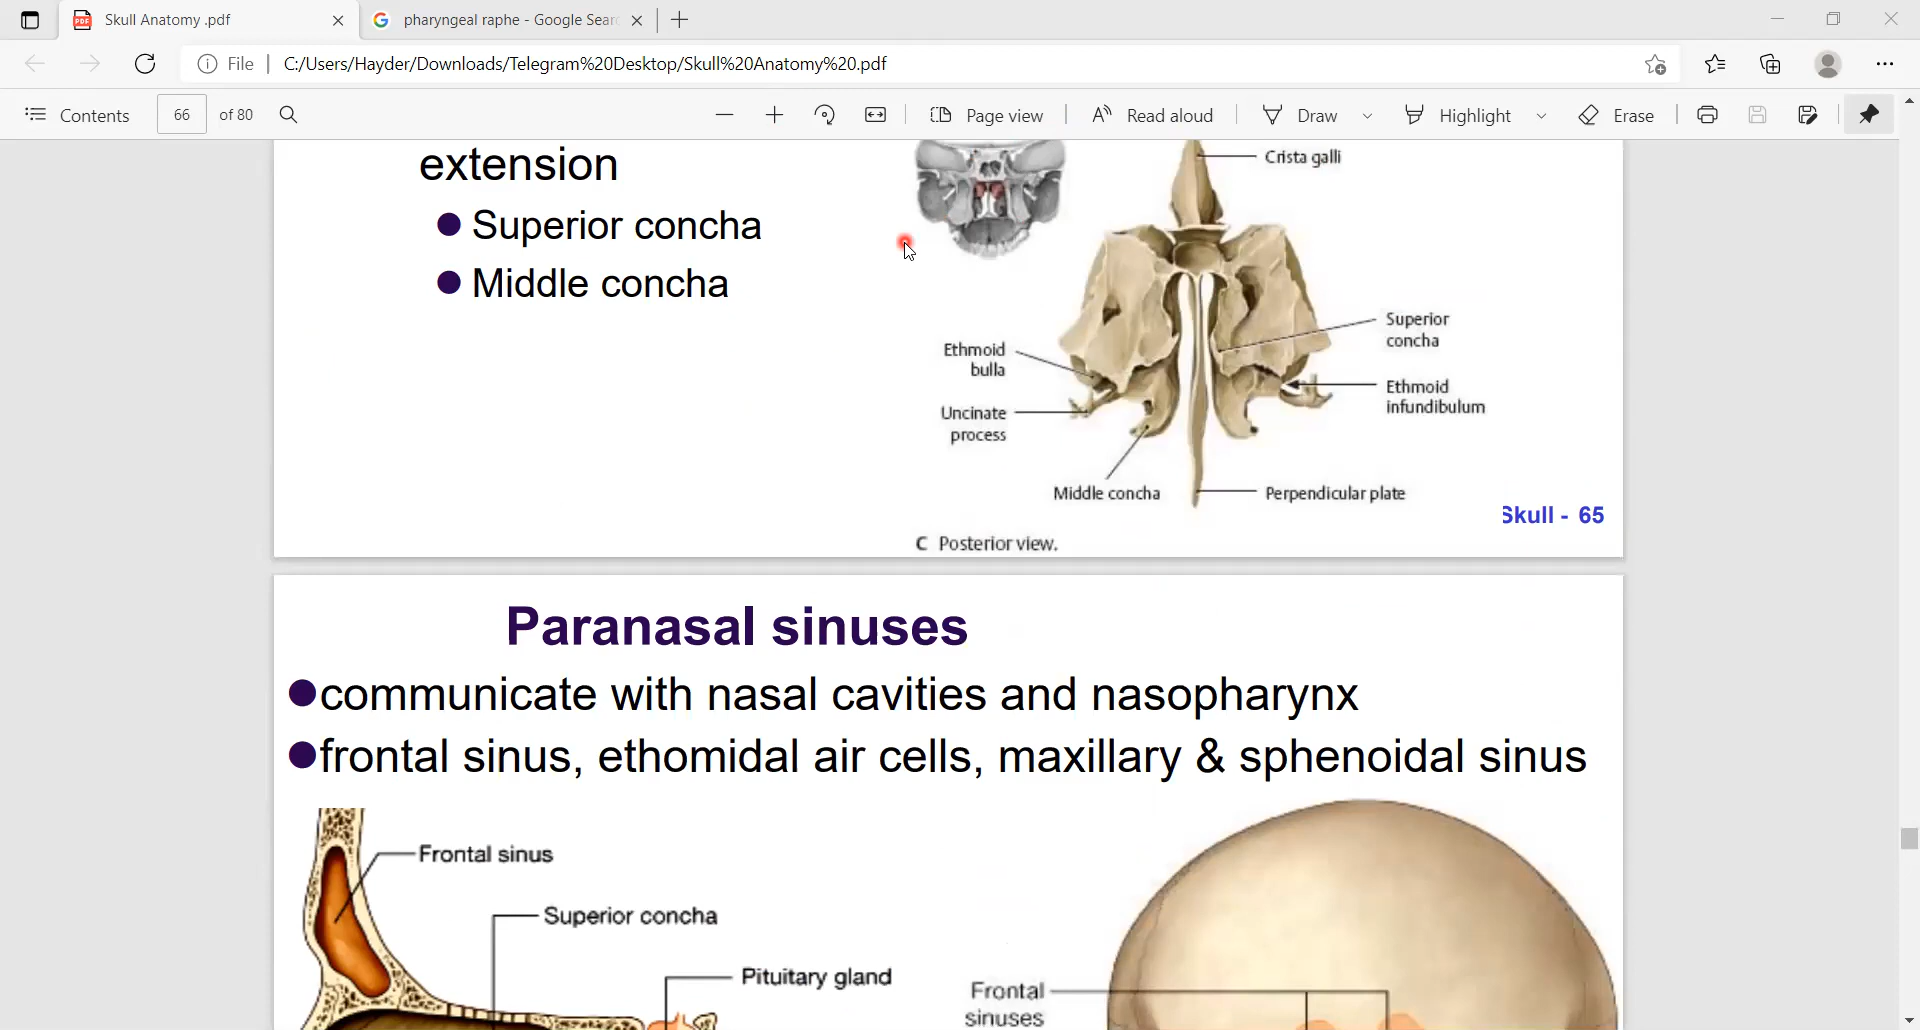 Skull Anatomy .pdf
pharyngeal raphe - Google Sear
File
C:/Users/Hayder/Downloads/Telegram%20Desktop/Skull%20Anatomy%20.pdf
Contents
66
of 80
Page view
Read aloud
Draw
Highlight
Erase
extension
Superior concha
Middle concha
Crista galli
Superior
concha
Ethmoid
bulla
Ethmoid
infundibulum
Uncinate
process
Middle concha
Perpendicular plate
Skull - 65
C Posterior view.
Paranasal sinuses
communicate with nasal cavities and nasopharynx
frontal sinus, ethomidal air cells, maxillary & sphenoidal sinus
Frontal sinus
Superior concha
Pituitary gland
Frontal
sinuses